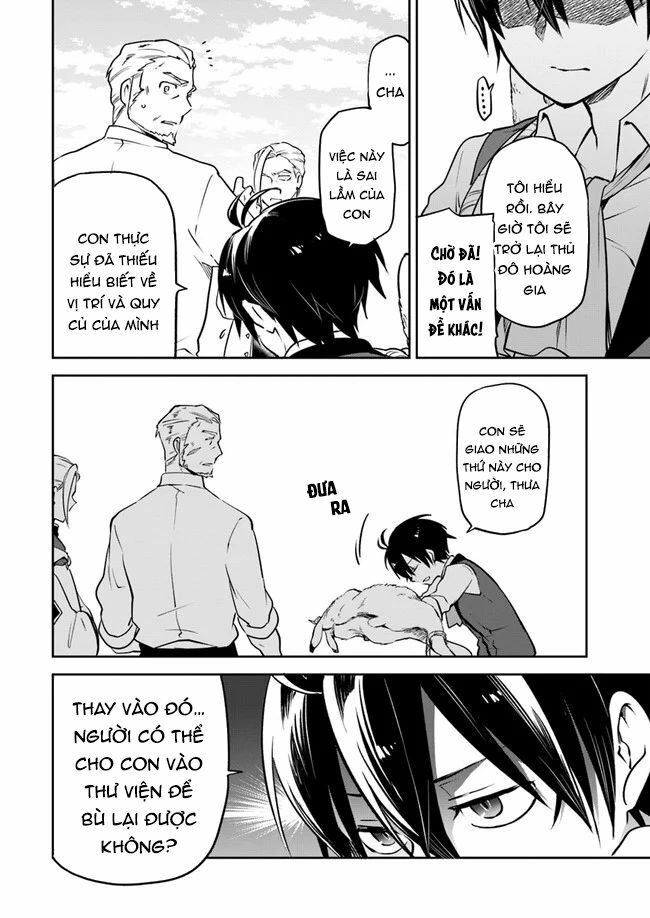 ....
TÔI HIỂU
RỒI. BÂY
GIỜ TÔI SẼ
TRỞ LẠI THỦ
ĐÔ HOÀNG
GIA
CHỜ ĐÃ!
ĐÓ LÀ
MỘT VẤN
ĐỀ KHÁC!
...
CHA
VIỆC NÀY
LÀ SAI
LẦM CỦA
CON
CON THỰC
SỰ ĐÃ THIẾU
HIỂU BIẾT VỀ
VỊ TRÍ VÀ QUY
CỦ CỦA MÌNH
CON SẼ
GIAO NHỮNG
THỨ NÀY CHO
NGƯỜI, THƯA
CHA
ĐƯA
RA
THAY VÀO ĐÓ...
NGƯỜI CÓ THỂ
CHO CON VÀO
THƯ VIỆN ĐỂ
BÙ LẠI ĐƯỢC
KHÔNG?